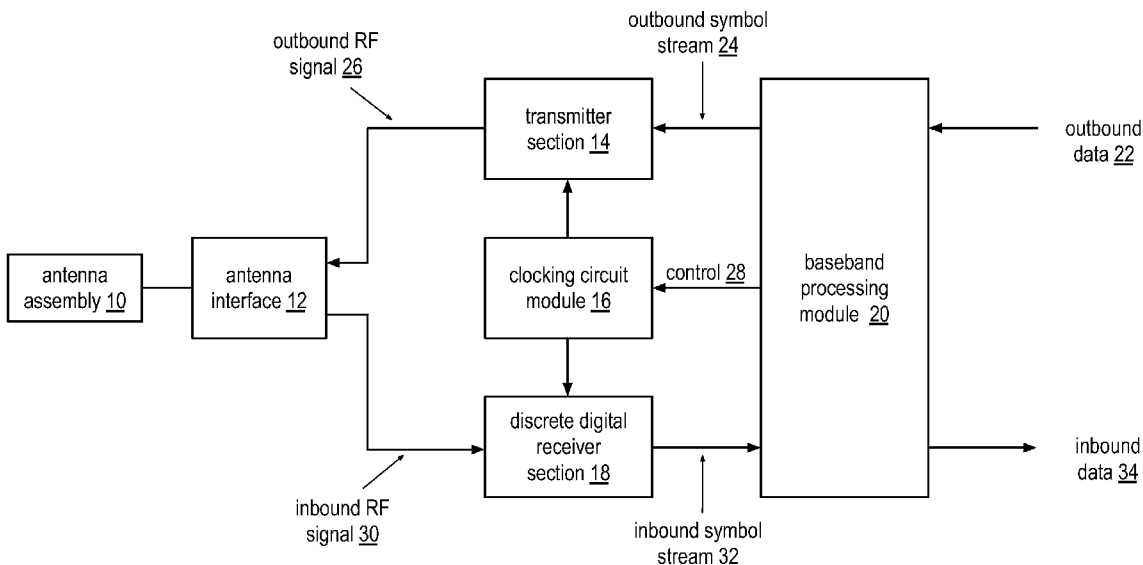 outbound RF
signal 26
outbound symbol
stream 24
transmitter
section 14
outbound
data 22
antenna
assembly 10
antenna
interface 12
clocking circuit
module 16
control 28
baseband
processing
module 20
discrete digital
receiver
section 18
inbound RF
signal 30
inbound symbol
stream 32
inbound
data 34